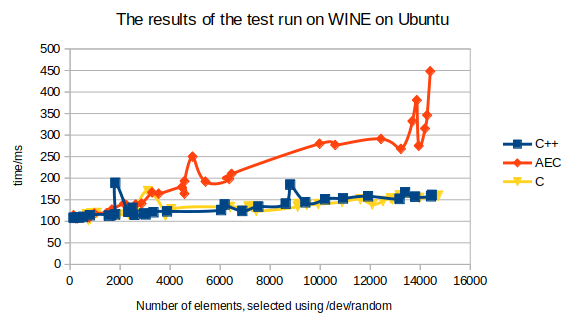 The results of the test run on WINE on Ubuntu
500
450
400
350
300
250
200
150
100
50
0
time/ms
0 2000 4000 6000 8000 10000 12000 14000 16000
Number of elements, selected using /dev/random
C++
AEC
C